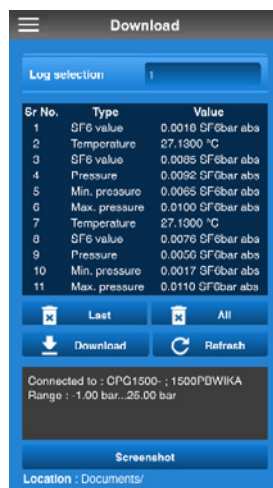 Download
Log selection 1
Sr No. Type Value
1 SF6 value 0.0016 SF6bar abs
2 Temperature 27.1300 °C
3 SF6 value 0.0085 SF6bar abs
4 Pressure 0.0092 SF6bar abs
5 Min. pressure 0.0065 SF6bar abs
6 Max. pressure 0.0100 SF6bar abs
7 Temperature 27.1300 °C
8 SF6 value 0.0076 SF6bar abs
9 Pressure 0.0056 SF6bar abs
10 Min. pressure 0.0017 SF6bar abs
11 Max. pressure 0.0110 SF6bar abs
Last All
Download Refresh
Connected to : CPG1500- ; 1500PBWIKA
Range : -1.00 bar...25.00 bar
Screenshot
Location : Documents/